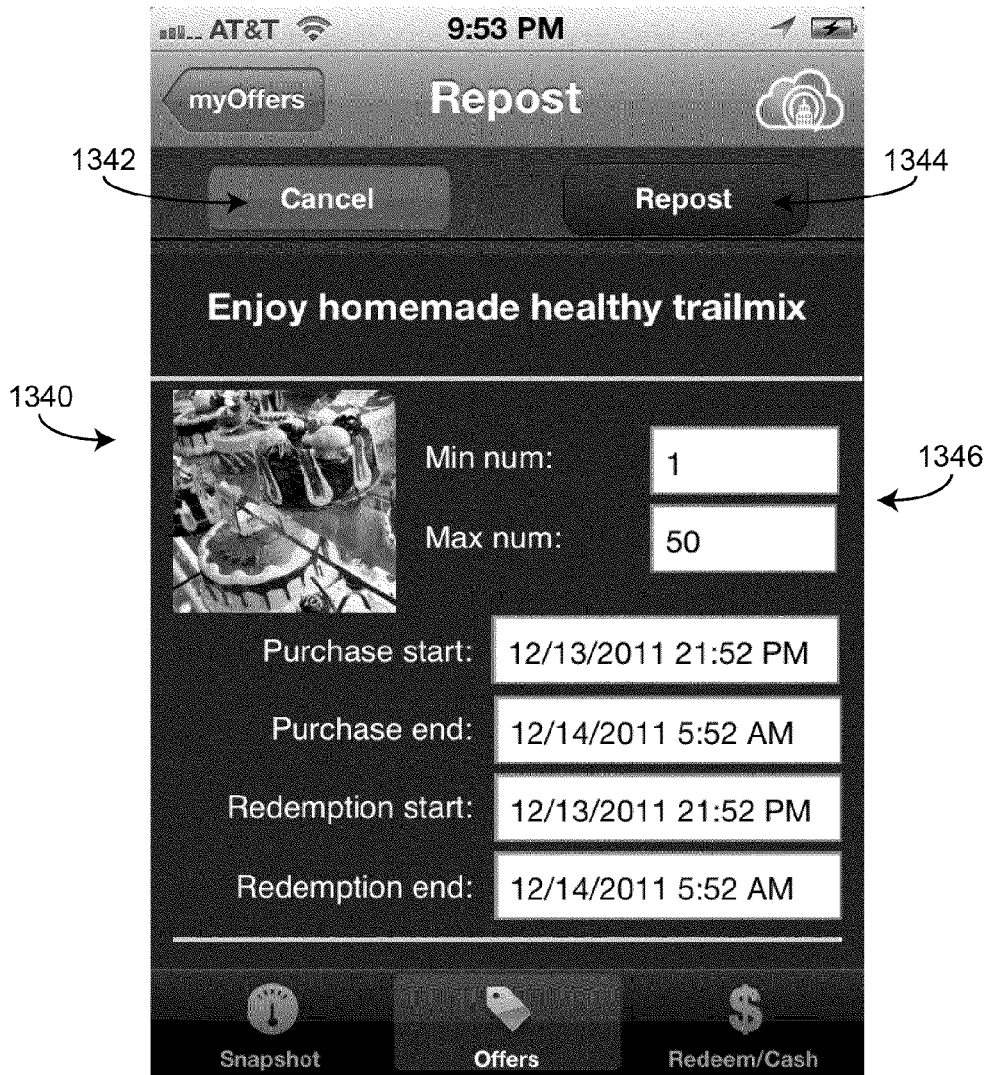 AT&T 9:53 PM
myOffers Repost
1342 1344
Cancel Repost
Enjoy homemade healthy trailmix
1340
1346
Min num: 1
Max num: 50
Purchase start: 12/13/2011 21:52 PM
Purchase end: 12/14/2011 5:52 AM
Redemption start: 12/13/2011 21:52 PM
Redemption end: 12/14/2011 5:52 AM
Snapshot Offers Redeem/Cash